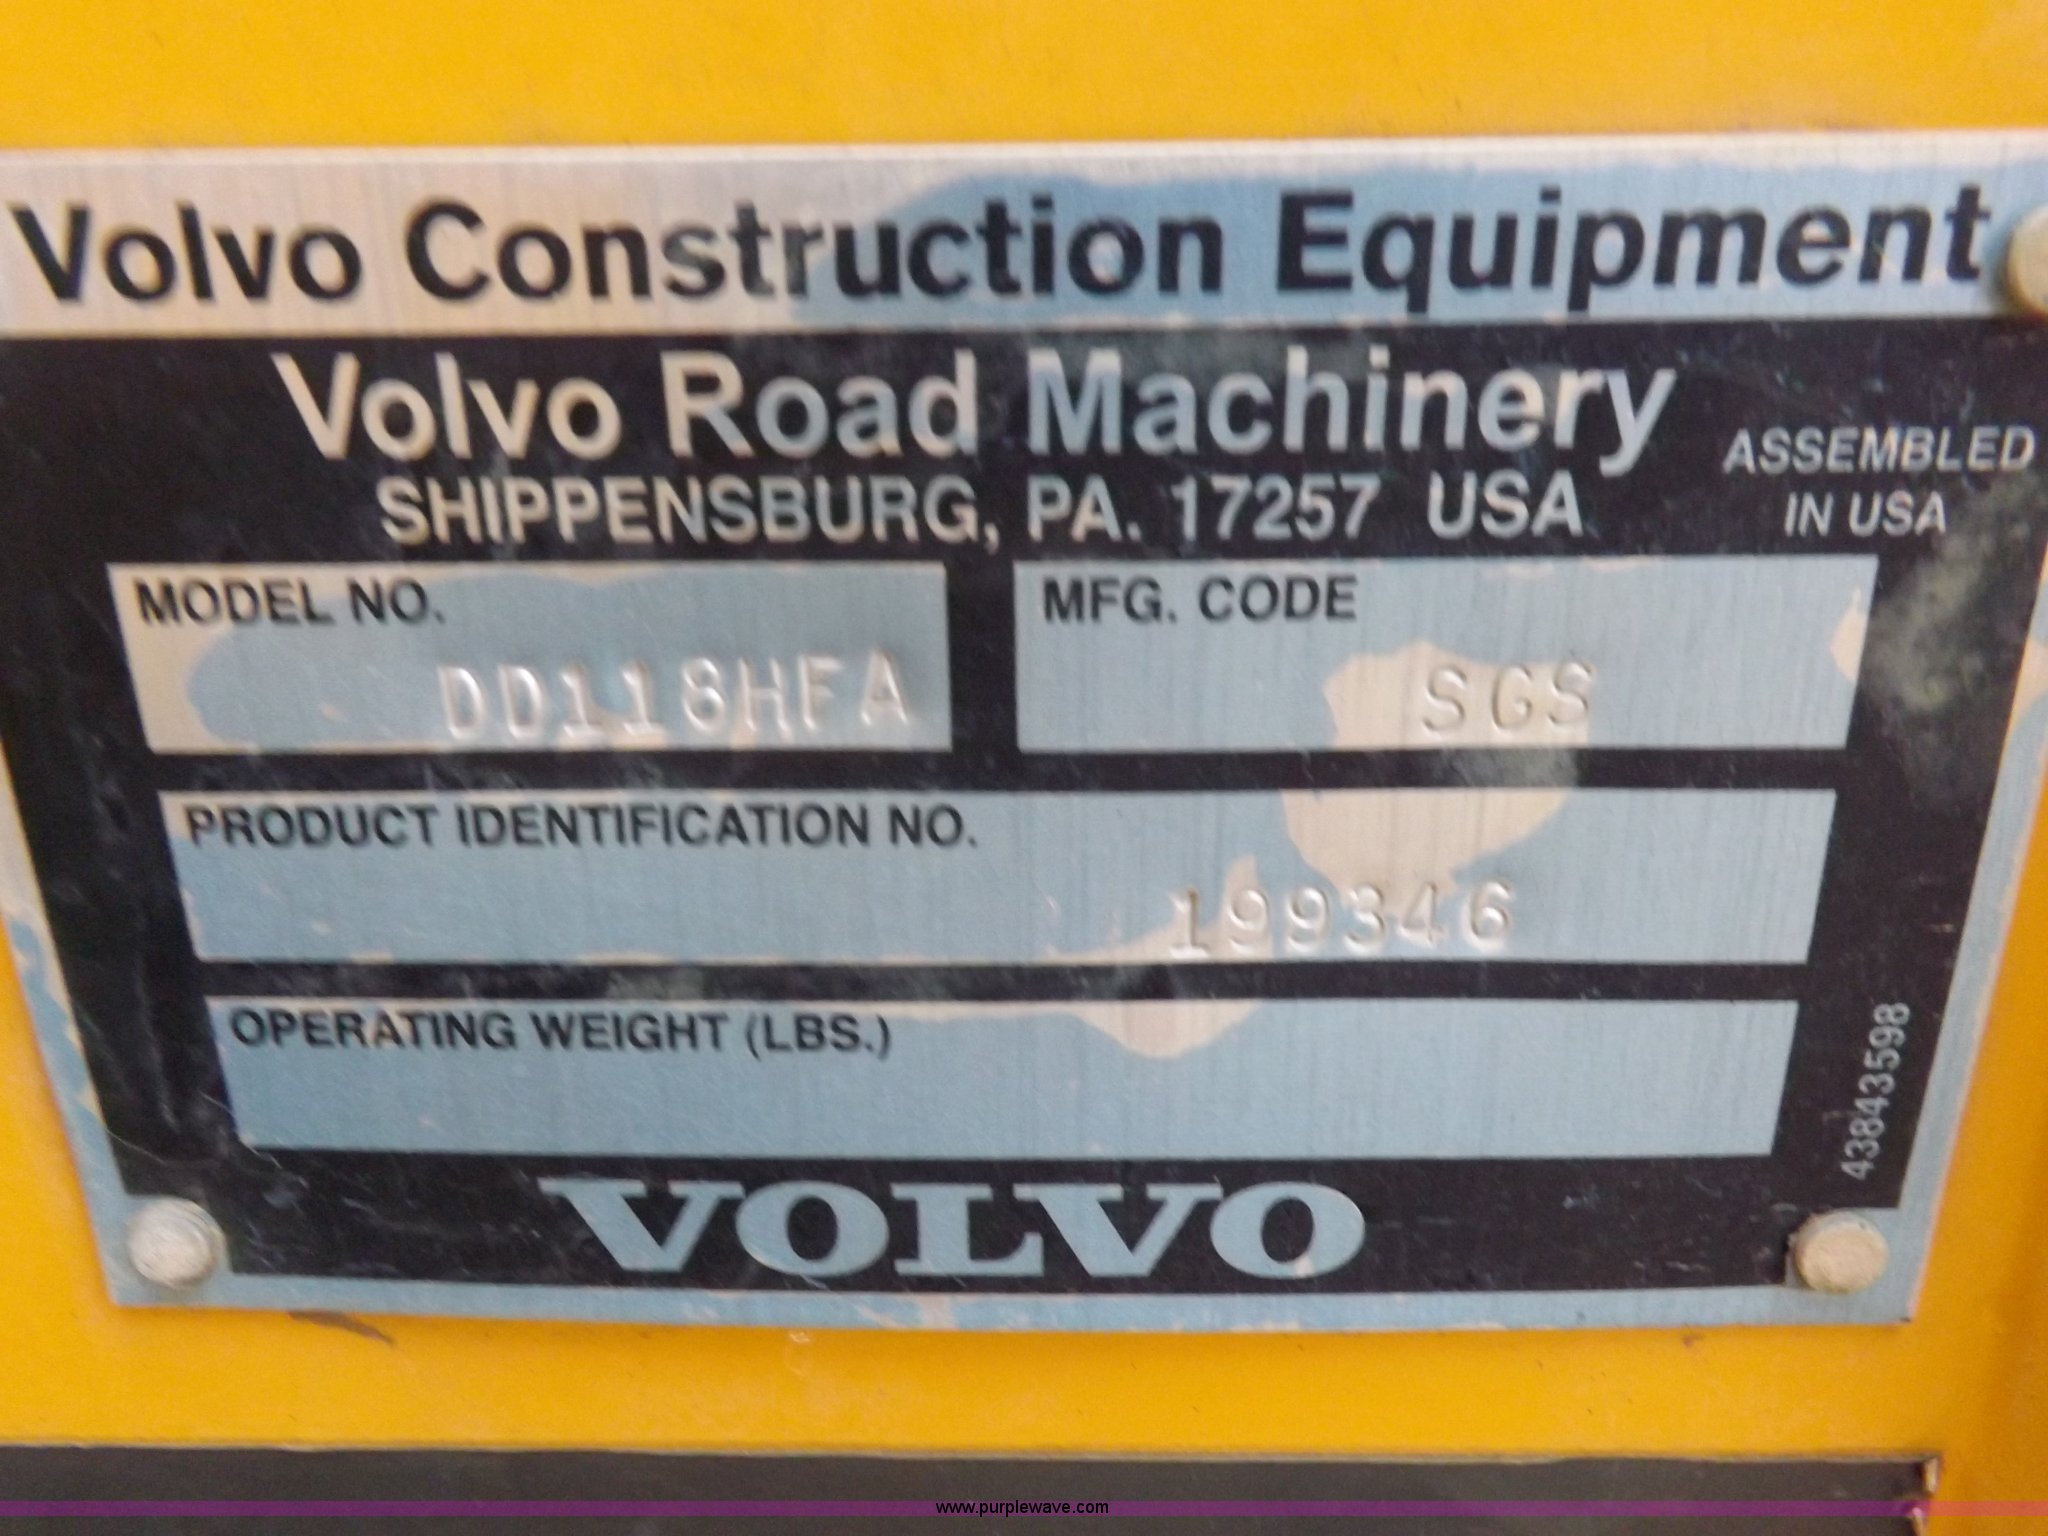 Volvo Construction Equipment
Volvo Road Machinery
SHIPPENSBURG, PA. 17257 USA
ASSEMBLED
IN USA
MODEL NO.
DD118HFA
MFG. CODE
SGS
PRODUCT IDENTIFICATION NO.
199346
OPERATING WEIGHT (LBS.)
43843598
VOLVO
www.purplewave.com